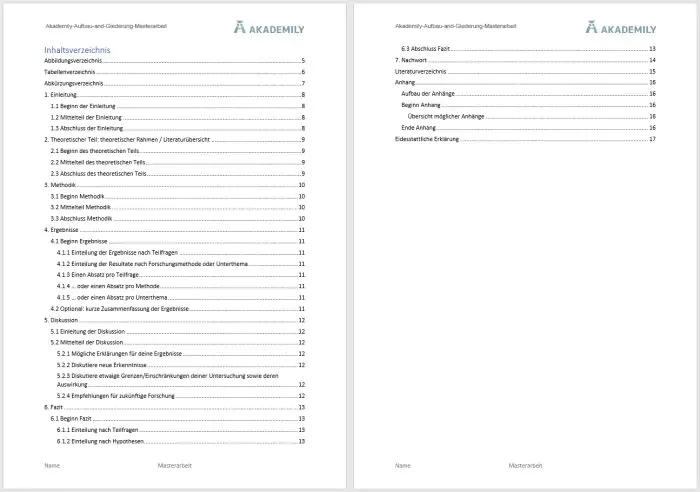 Akademily-Aufbau-and-Gliederung-Masterarbeit
AKADEMILY
Inhaltsverzeichnis
Abbildungsverzeichnis 5
Tabellenverzeichnis 6
Abkürzungsverzeichnis 7
1. Einleitung 8
1.1 Beginn der Einleitung 8
1.2 Mittelteil der Einleitung 8
1.3 Abschluss der Einleitung 8
2. Theoretischer Teil: theoretischer Rahmen / Literaturübersicht 9
2.1 Beginn des theoretischen Teils 9
2.2 Mittelteil des theoretischen Teils 9
2.3 Abschluss des theoretischen Teils 9
3. Methodik 10
3.1 Beginn Methodik 10
3.2 Mittelteil Methodik 10
3.3 Abschluss Methodik 10
4. Ergebnisse 11
4.1 Beginn Ergebnisse 11
4.1.1 Einteilung der Ergebnisse nach Teilfragen 11
4.1.2 Einteilung der Resultate nach Forschungsmethode oder Unterthema 11
4.1.3 Einen Absatz pro Teilfrage 11
4.1.4 ... oder einen Absatz pro Methode 11
4.1.5 ... oder einen Absatz pro Unterthema 11
4.2 Optional: kurze Zusammenfassung der Ergebnisse 11
5. Diskussion 12
5.1 Einleitung der Diskussion 12
5.2 Mittelteil der Diskussion 12
5.2.1 Mögliche Erklärungen für deine Ergebnisse 12
5.2.2 Diskutiere neue Erkenntnisse 12
5.2.3 Diskutiere etwaige Grenzen/Einschränkungen deiner Untersuchung sowie deren
Auswirkung 12
5.2.4 Empfehlungen für zukünftige Forschung 12
6. Fazit 13
6.1 Beginn Fazit 13
6.1.1 Einteilung nach Teilfragen 13
6.1.2 Einteilung nach Hypothesen 13
Name Masterarbeit
Akademily-Aufbau-and-Gliederung-Masterarbeit
AKADEMILY
6.3 Abschluss Fazit 13
7. Nachwort 14
Literaturverzeichnis 15
Anhang 16
Aufbau der Anhänge 16
Beginn Anhang 16
Übersicht möglicher Anhänge 16
Ende Anhang 16
Eidesstattliche Erklärung 17
Name Masterarbeit